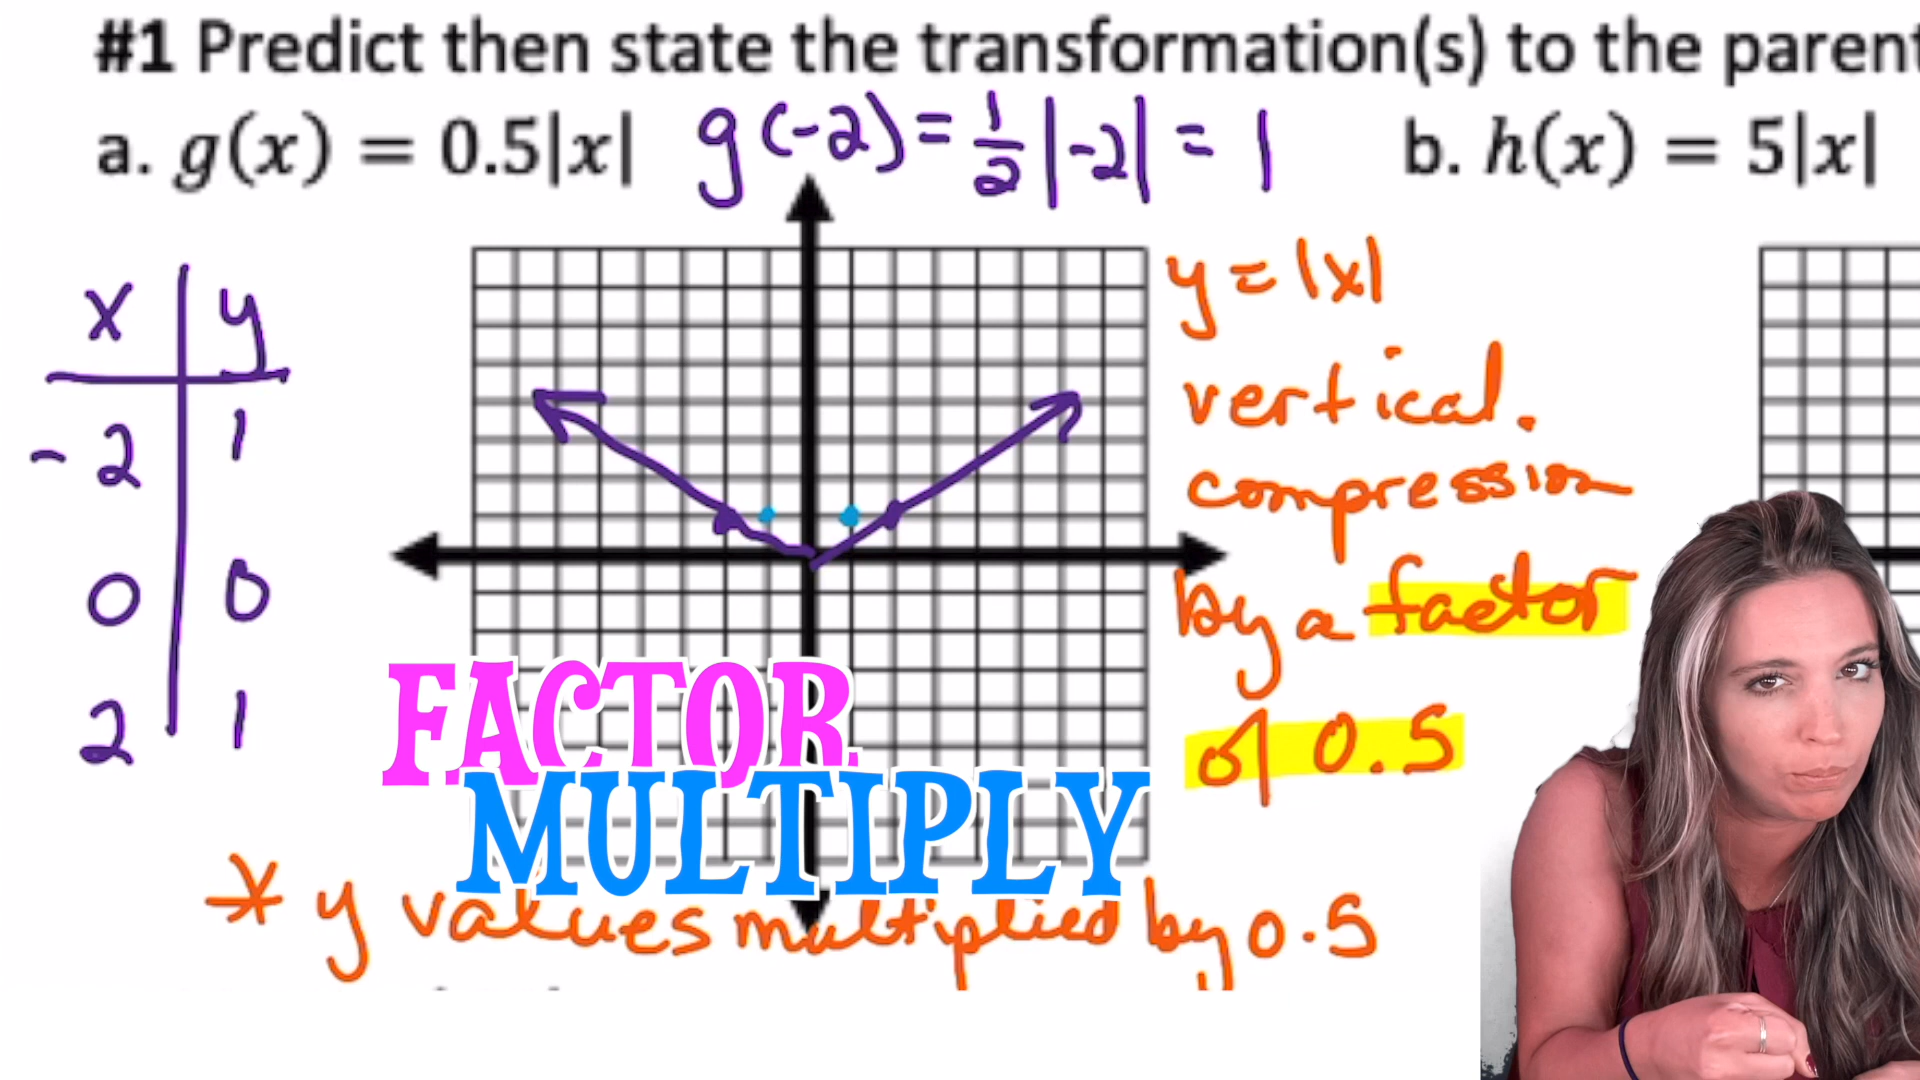 #1 Predict then state the transformation(s) to the parent
a. g(x) = 0.5|x|
g(-2) = 1/2 |-2| = 1
b. h(x) = 5|x|
x y
-2 1
0 0
2 1
y = |x|
vertical.
compression
by a factor
of 0.5
FACTOR
MULTIPLY
* y values multiplied by 0.5